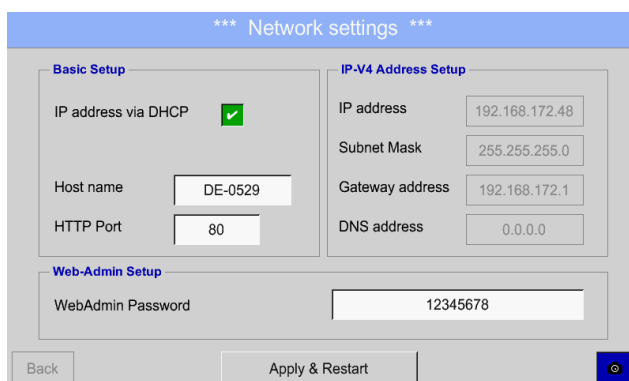 *** Network settings ***
Basic Setup
IP address via DHCP
Host name DE-0529
HTTP Port 80
IP-V4 Address Setup
IP address 192.168.172.48
Subnet Mask 255.255.255.0
Gateway address 192.168.172.1
DNS address 0.0.0.0
Web-Admin Setup
WebAdmin Password 12345678
Back Apply & Restart